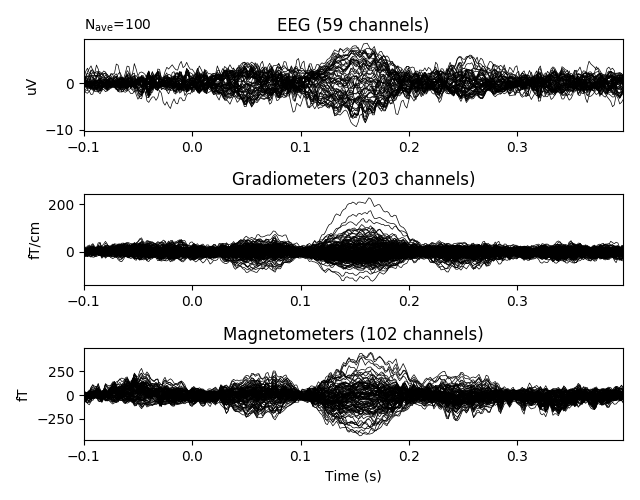 Nave=100
EEG (59 channels)
uV
0
−10
−0.1 0.0 0.1 0.2 0.3
Gradiometers (203 channels)
fT/cm
200
0
−0.1 0.0 0.1 0.2 0.3
Magnetometers (102 channels)
fT
250
0
−250
−0.1 0.0 0.1 0.2 0.3
Time (s)